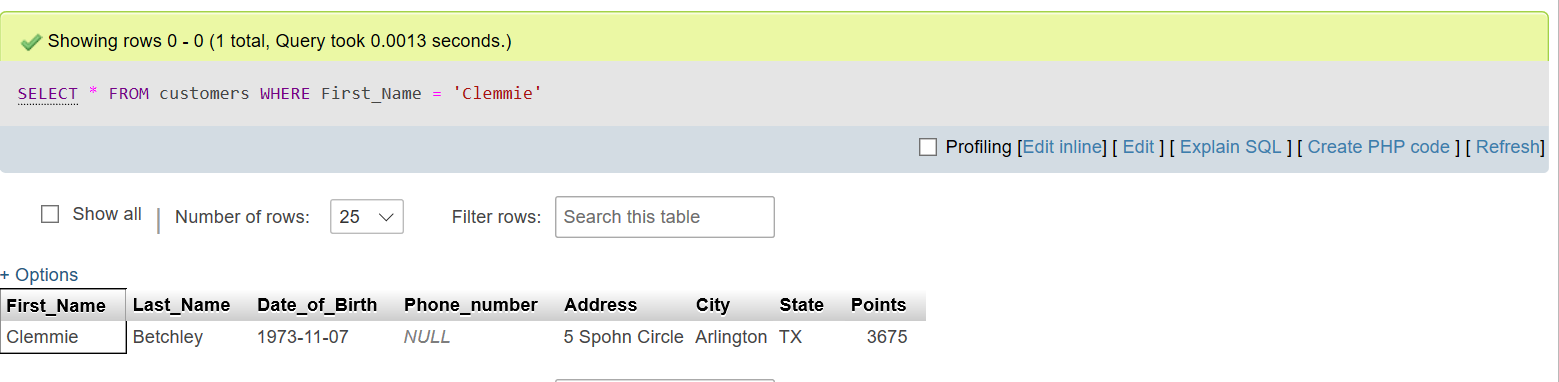 Showing rows 0 - 0 (1 total, Query took 0.0013 seconds.)
SELECT * FROM customers WHERE First_Name = 'Clemmie'
Profiling [Edit inline] [ Edit ] [ Explain SQL ] [ Create PHP code ] [ Refresh]
Show all | Number of rows: 25 Filter rows: Search this table
+ Options
First_Name Last_Name Date_of_Birth Phone_number Address City State Points
Clemmie Betchley 1973-11-07 NULL 5 Spohn Circle Arlington TX 3675